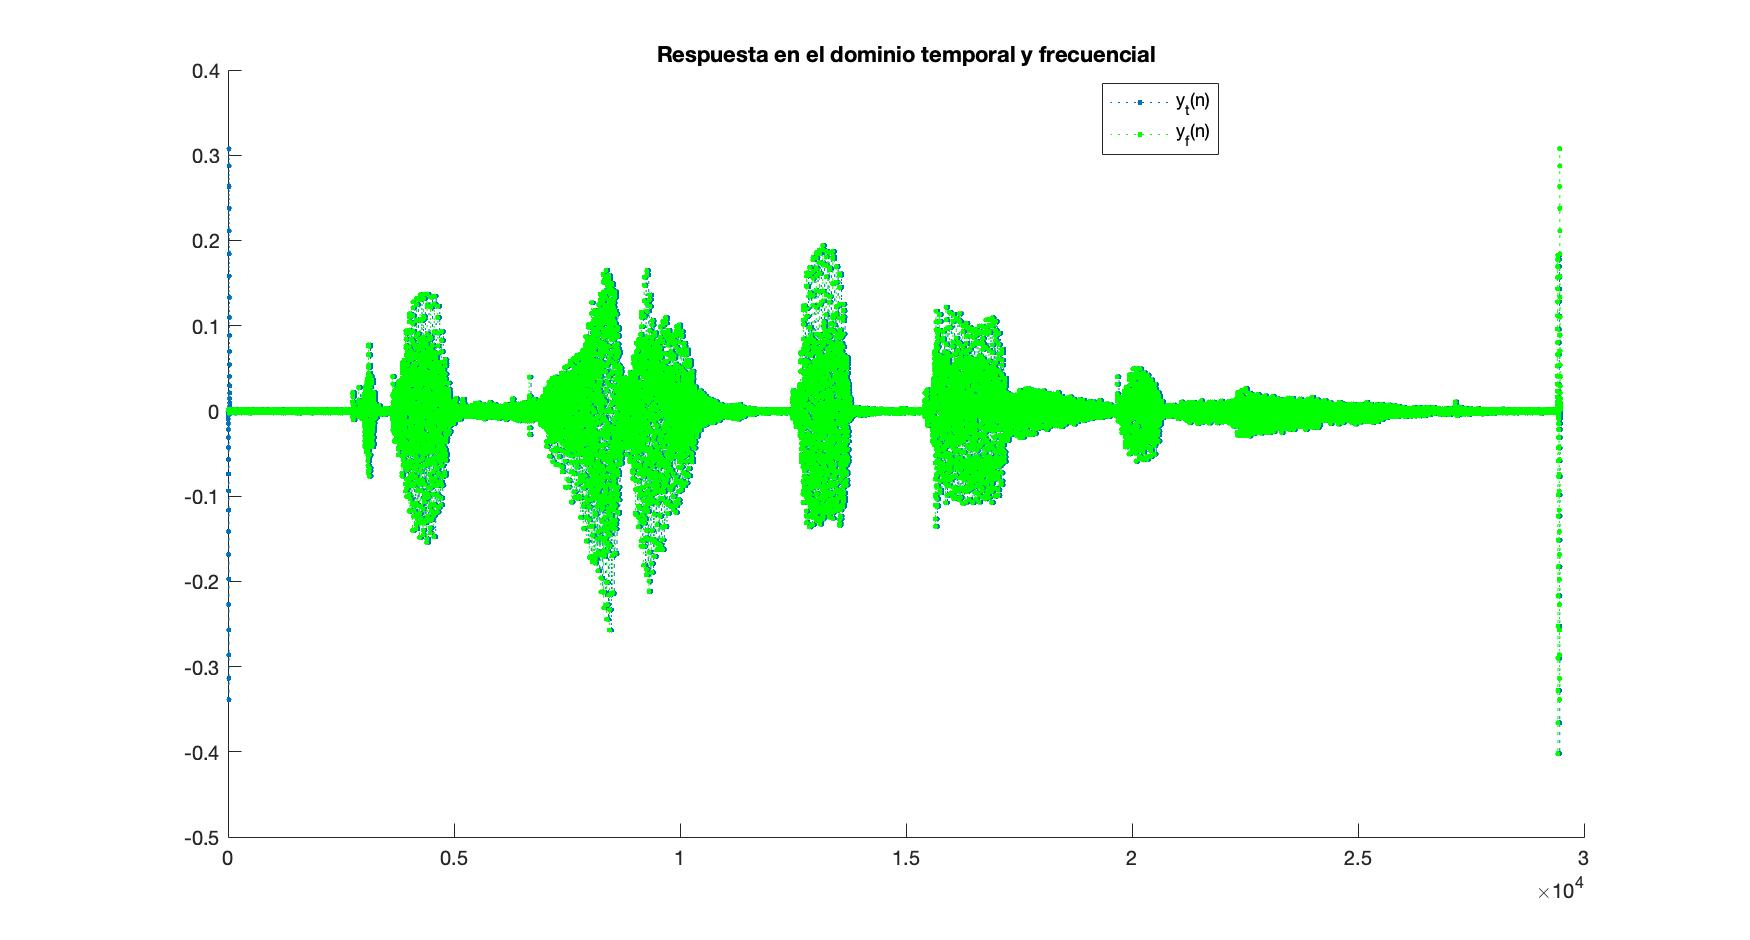 Respuesta en el dominio temporal y frecuencial
0.4
y_t(n)
y_f(n)
0.3
0.2
0.1
0
-0.1
-0.2
-0.3
-0.4
-0.5
0 0.5 1 1.5 2 2.5 3
×10^4